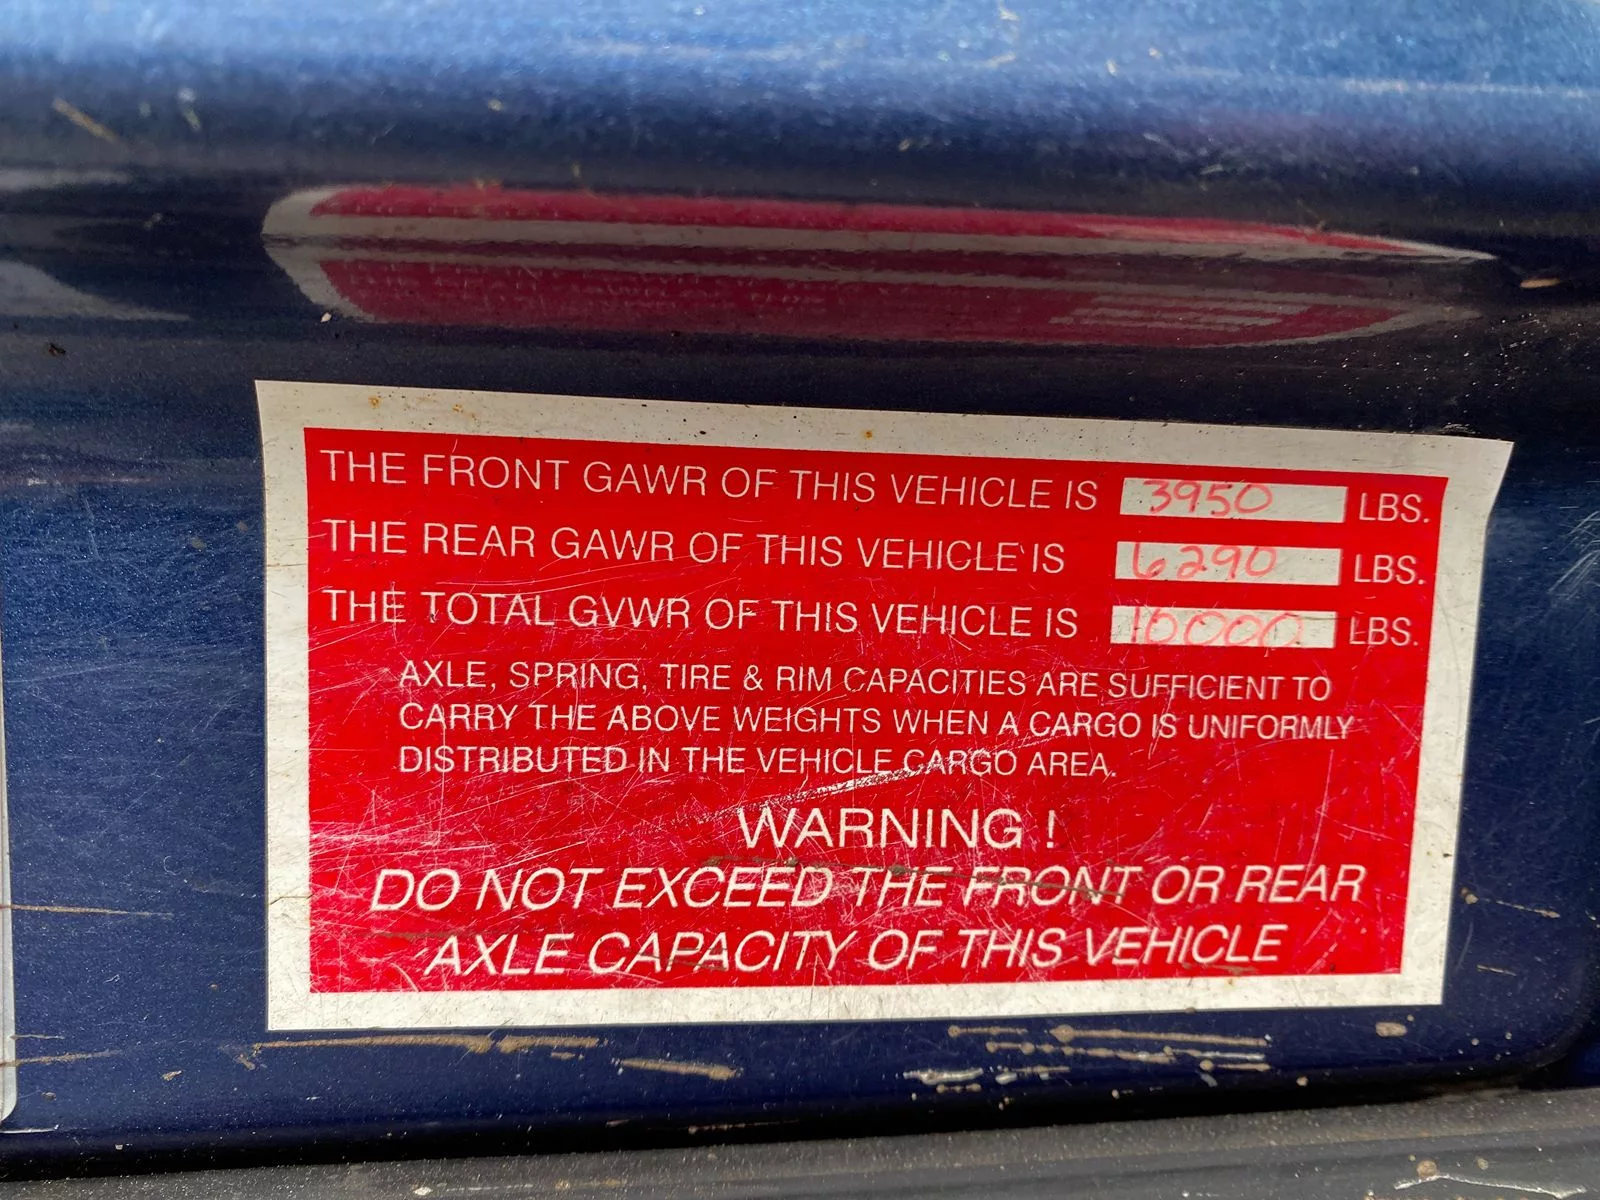 THE FRONT GAWR OF THIS VEHICLE IS 3950 LBS.
THE REAR GAWR OF THIS VEHICLE IS 6290 LBS.
THE TOTAL GVWR OF THIS VEHICLE IS 10000 LBS.
AXLE, SPRING, TIRE & RIM CAPACITIES ARE SUFFICIENT TO
CARRY THE ABOVE WEIGHTS WHEN A CARGO IS UNIFORMLY
DISTRIBUTED IN THE VEHICLE CARGO AREA.
WARNING !
DO NOT EXCEED THE FRONT OR REAR
AXLE CAPACITY OF THIS VEHICLE